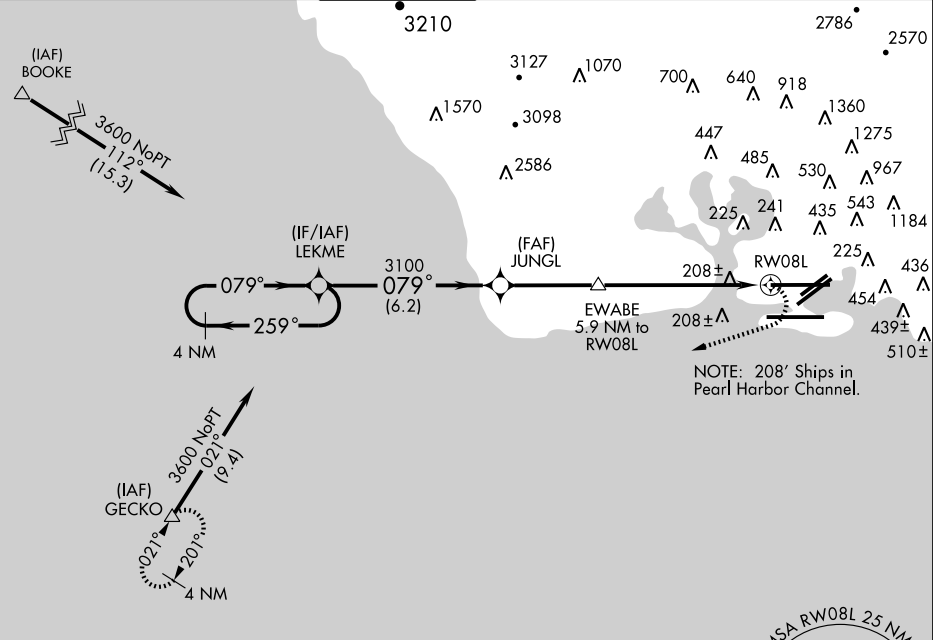 3210
2786
2570
(IAF)
BOOKE
3127
1070
700
640
918
1570
3098
1360
3600 NoPT
112°
(15.3)
447
1275
2586
485
530
967
225
241
435
543
1184
(IF/IAF)
LEKME
(FAF)
JUNGL
RW08L
225
3100
079°
079°
(6.2)
208±
436
454
EWABE
5.9 NM to
RW08L
259°
208±
439±
4 NM
510±
NOTE: 208' Ships in
Pearl Harbor Channel.
3600 NoPT
021°
(9.4)
(IAF)
GECKO
021°
201°
4 NM
MSA RW08L 25 NM